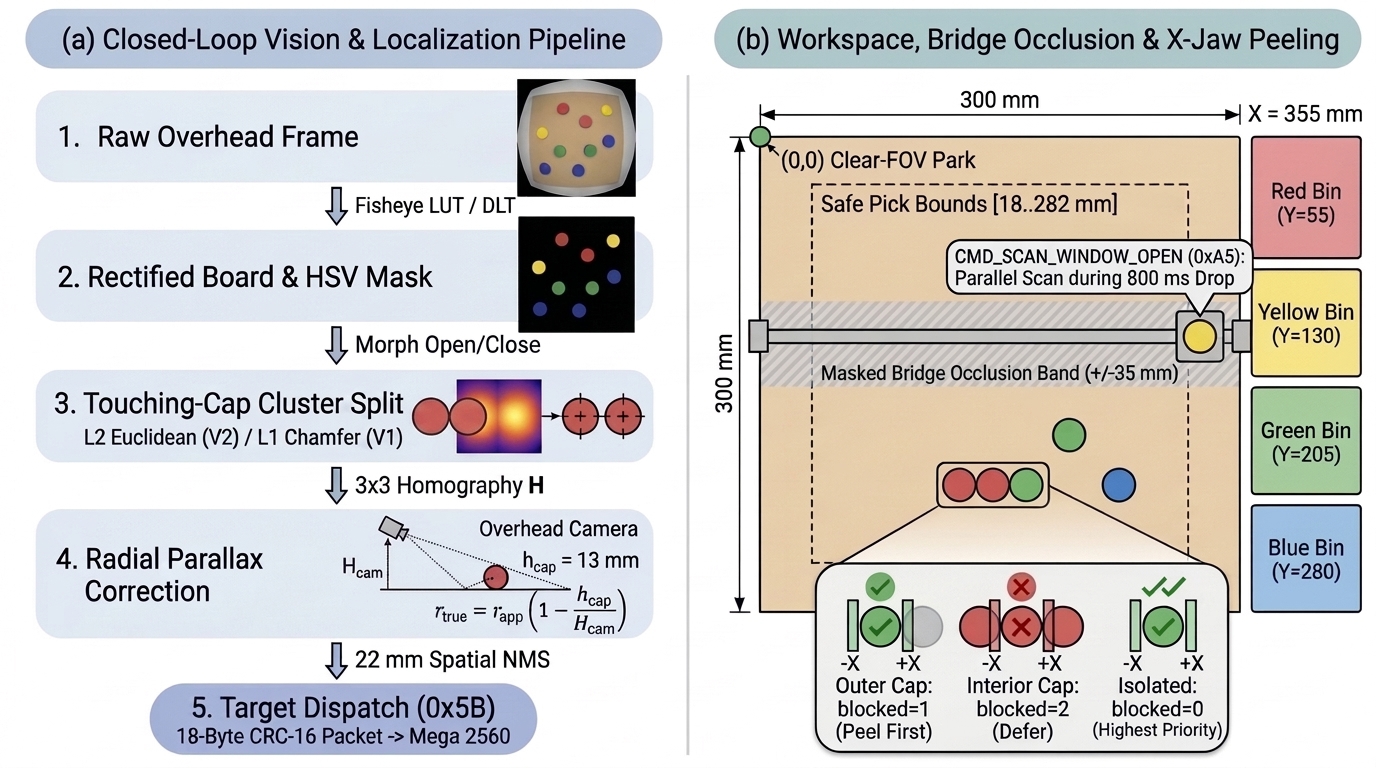 (a) Closed-Loop Vision & Localization Pipeline
1. Raw Overhead Frame
Fisheye LUT / DLT
2. Rectified Board & HSV Mask
Morph Open/Close
3. Touching-Cap Cluster Split
L2 Euclidean (V2) / L1 Chamfer (V1)
3x3 Homography H
4. Radial Parallax
Correction
Overhead Camera
H_cam
h_cap = 13 mm
r_true = r_app (1 − h_cap / H_cam)
22 mm Spatial NMS
5. Target Dispatch (0x5B)
18-Byte CRC-16 Packet -> Mega 2560
(b) Workspace, Bridge Occlusion & X-Jaw Peeling
300 mm
X = 355 mm
(0,0) Clear-FOV Park
Safe Pick Bounds [18..282 mm]
CMD_SCAN_WINDOW_OPEN (0xA5):
Parallel Scan during 800 ms Drop
Masked Bridge Occlusion Band (+/-35 mm)
300 mm
Red Bin
(Y=55)
Yellow Bin
(Y=130)
Green Bin
(Y=205)
Blue Bin
(Y=280)
-X +X
Outer Cap:
blocked=1
(Peel First)
-X +X
Interior Cap:
blocked=2
(Defer)
-X +X
Isolated:
blocked=0
(Highest Priority)